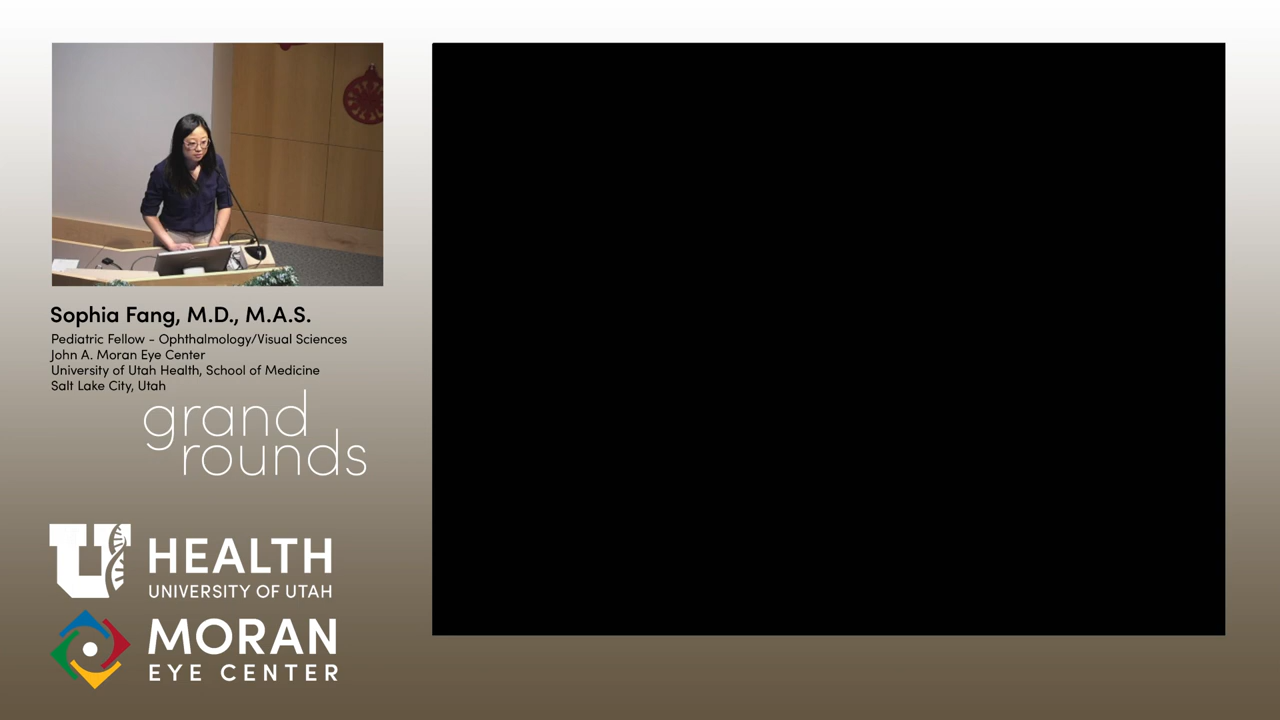 Sophia Fang, M.D., M.A.S.
Pediatric Fellow - Ophthalmology/Visual Sciences
John A. Moran Eye Center
University of Utah Health, School of Medicine
Salt Lake City, Utah
grand
rounds
U HEALTH
UNIVERSITY OF UTAH
MORAN
EYE CENTER